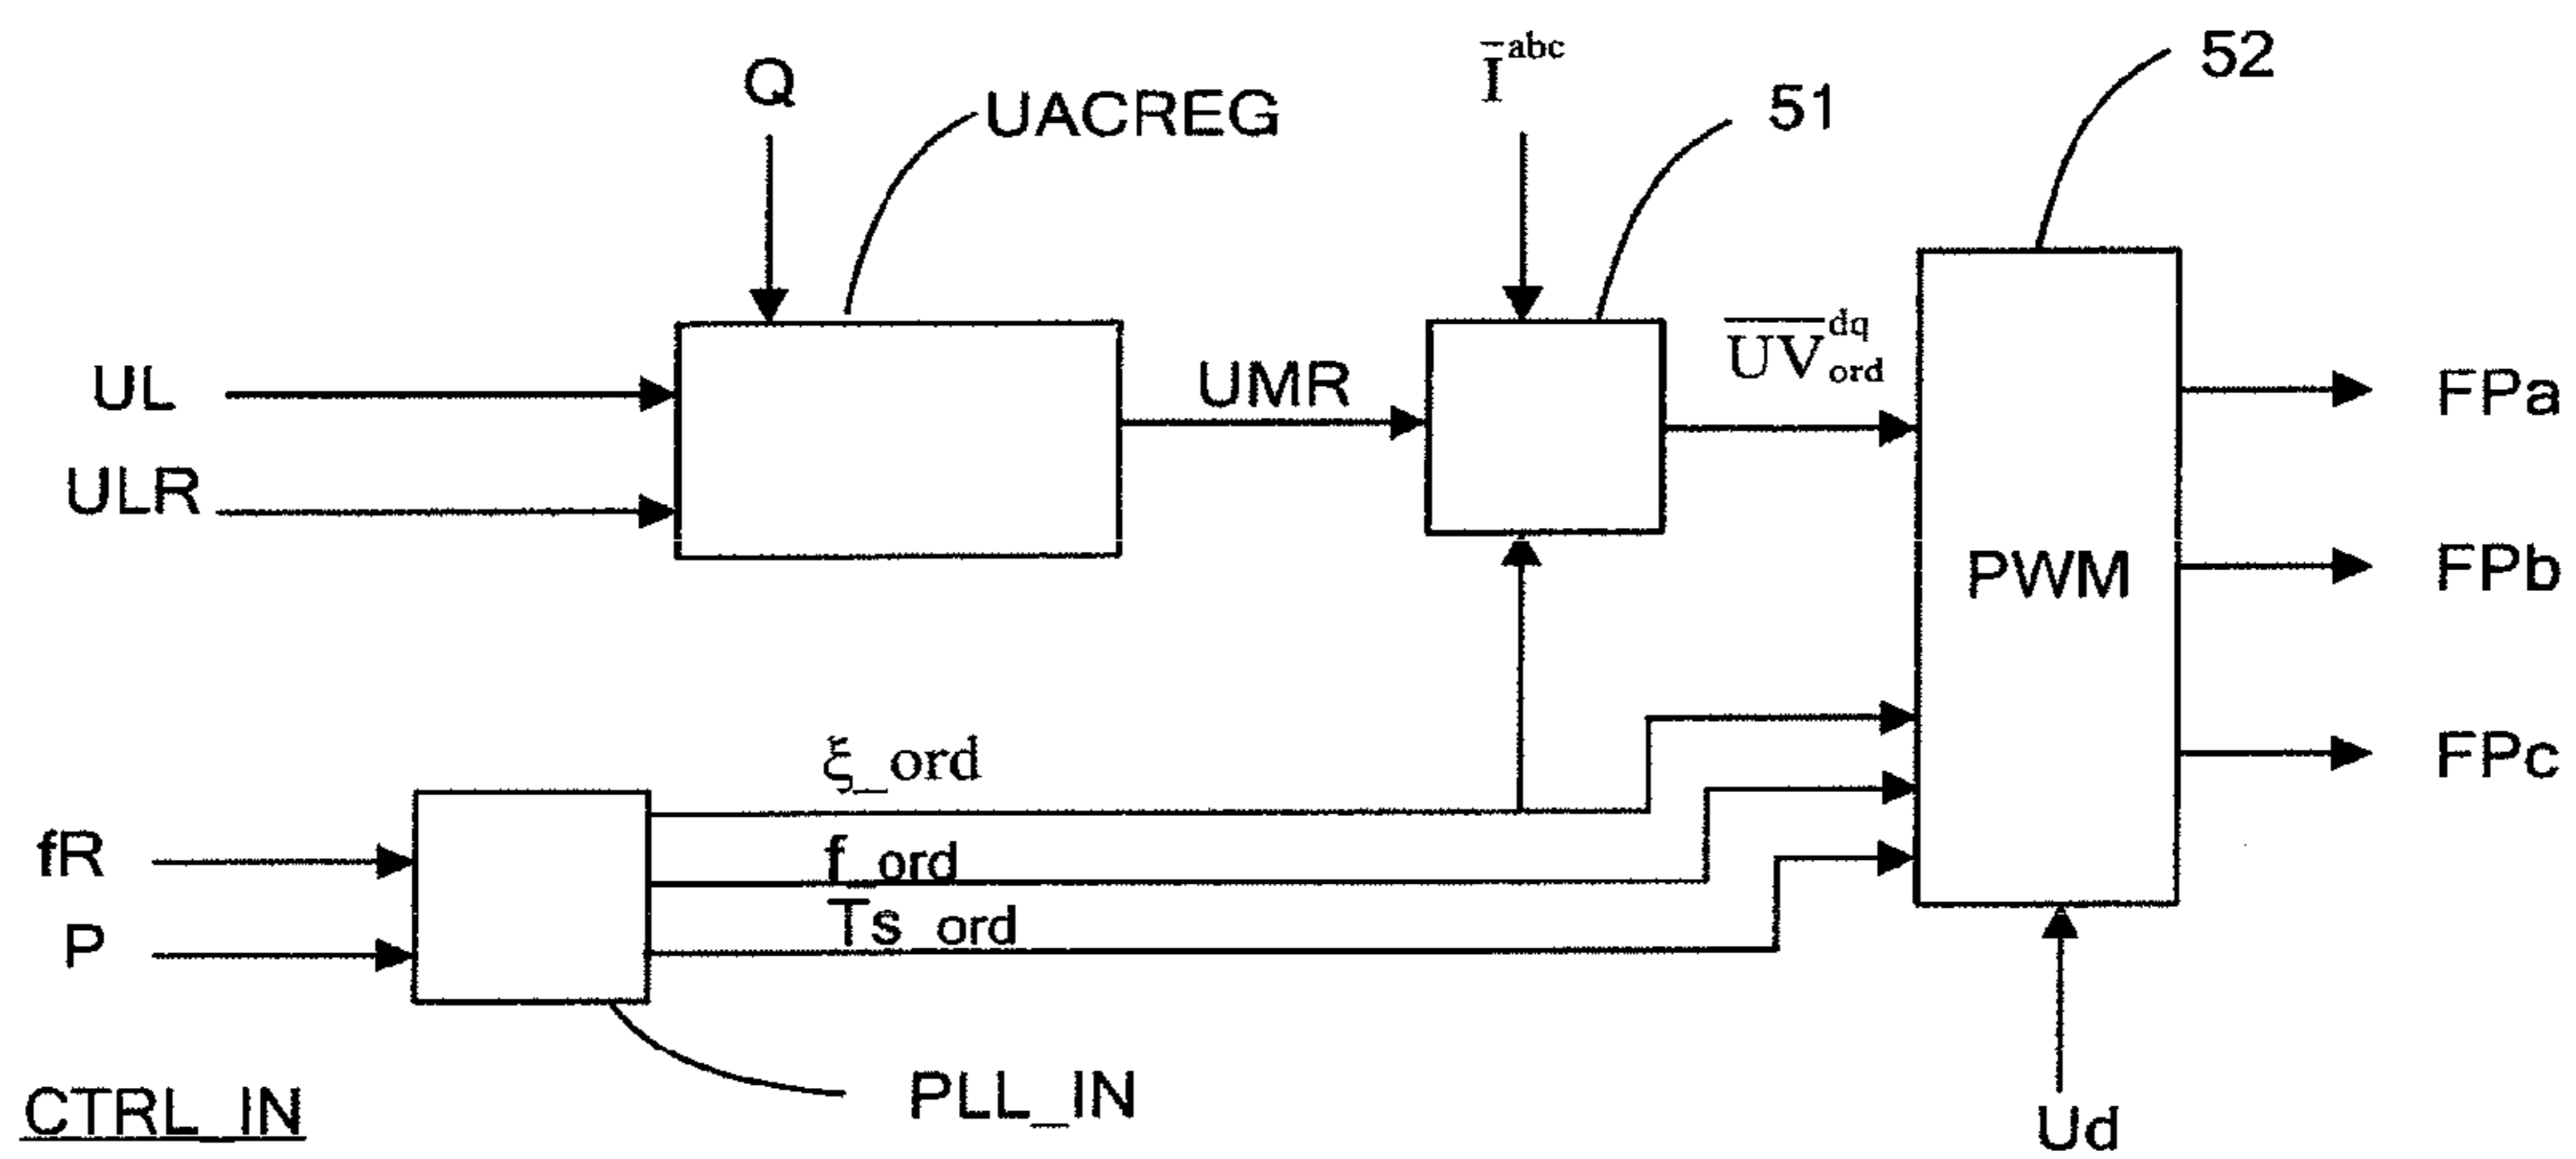 Q
UACREG
I̅^abc
51
52
UL
ULR
UMR
U̅V̅^dq_ord
PWM
FPa
FPb
FPc
ξ_ord
f_ord
Ts_ord
fR
P
PLL_IN
CTRL_IN
Ud